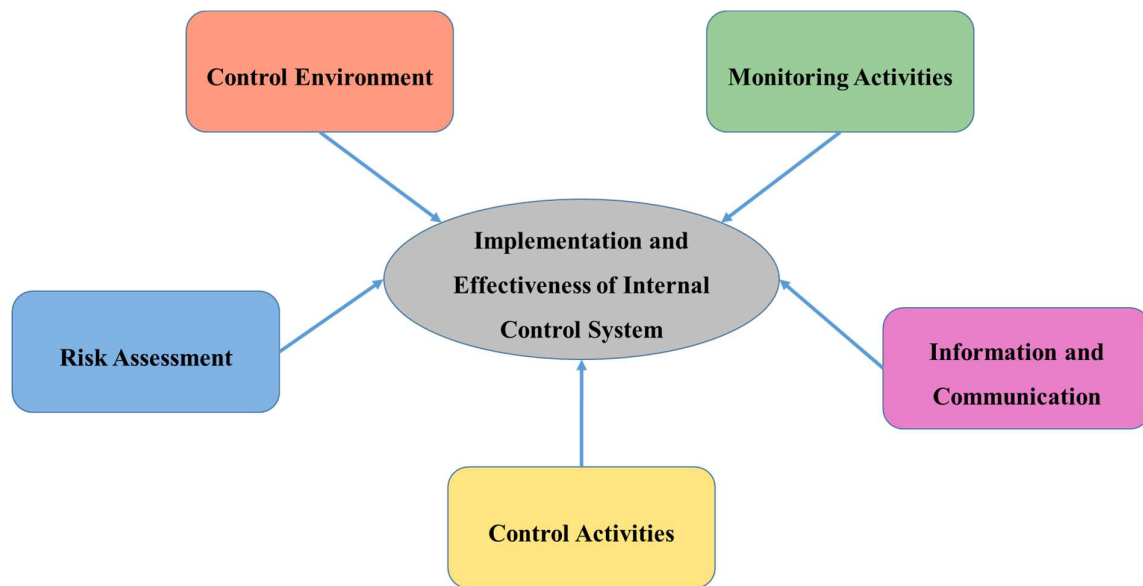 Control Environment
Monitoring Activities
Implementation and
Effectiveness of Internal
Control System
Risk Assessment
Information and
Communication
Control Activities